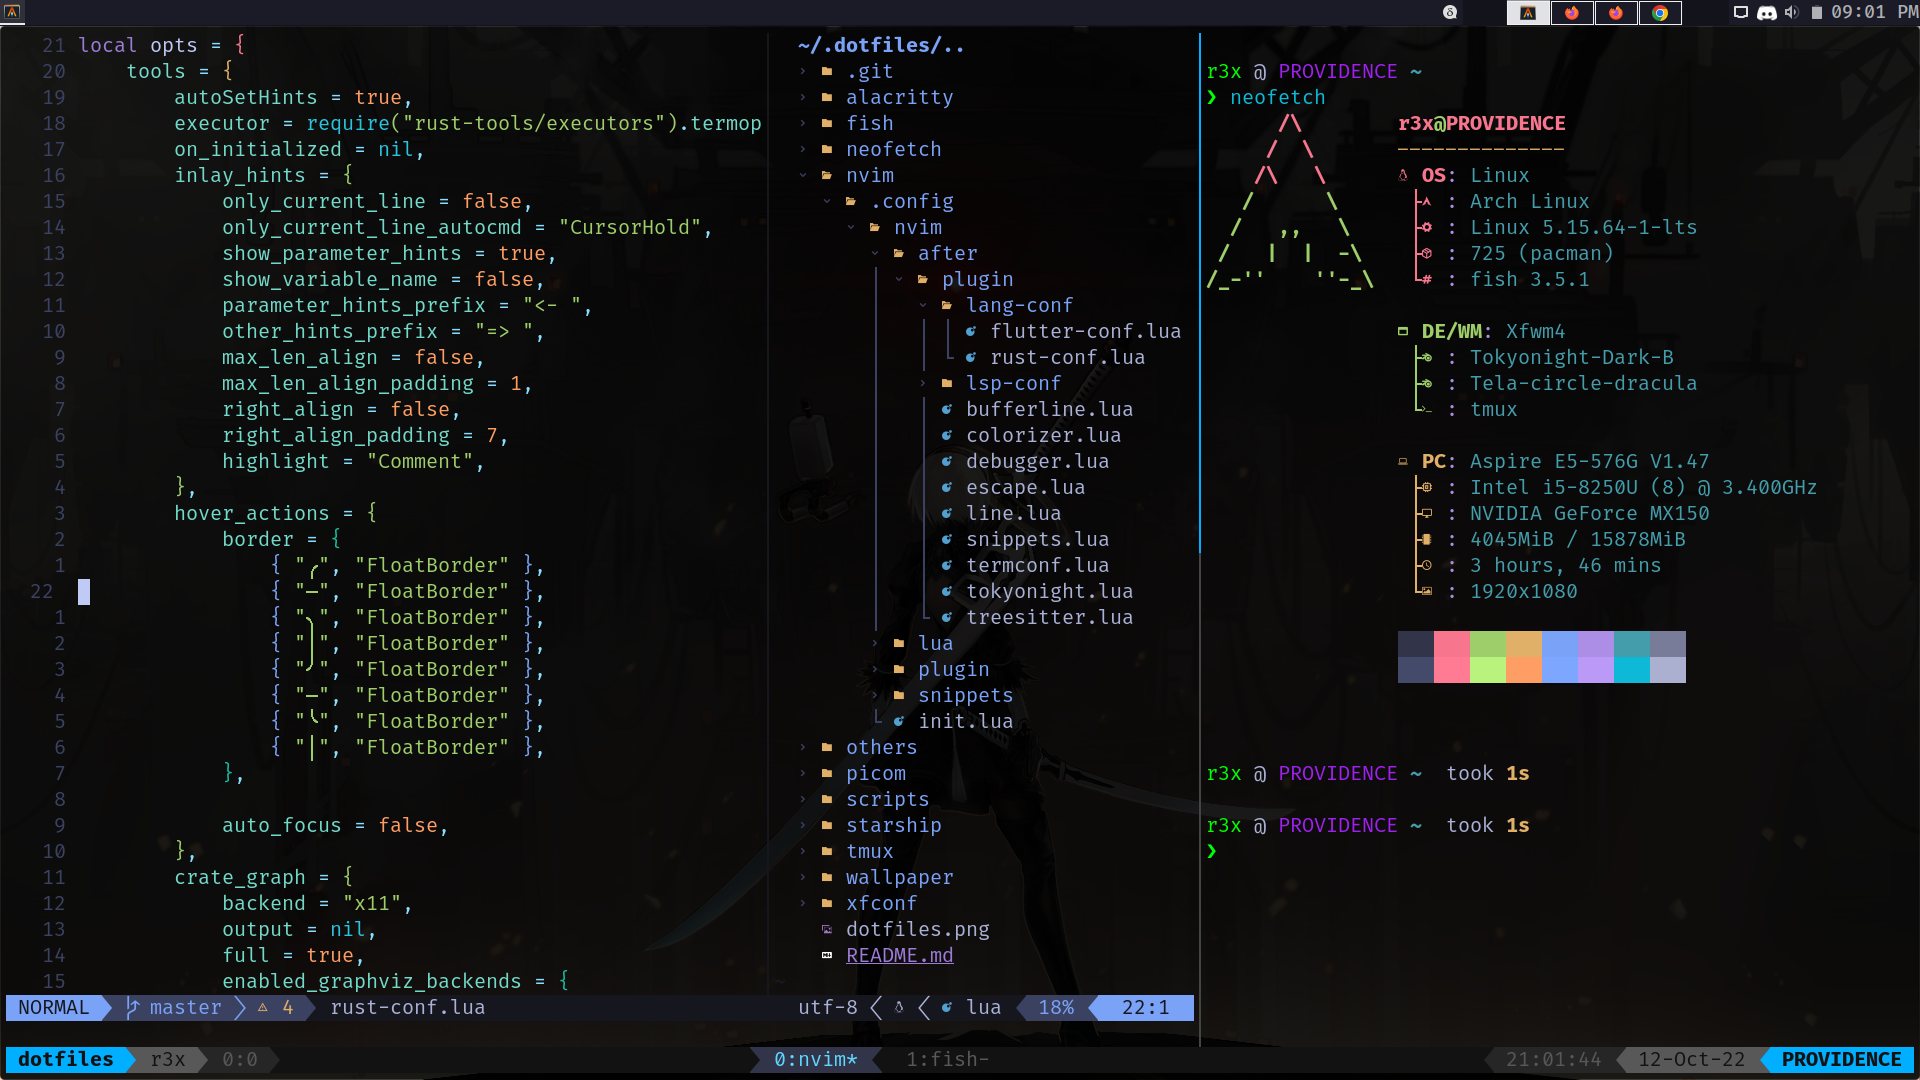 09:01 PM
21 local opts = {
20 tools = {
19 autoSetHints = true,
18 executor = require("rust-tools/executors").termop
17 on_initialized = nil,
16 inlay_hints = {
15 only_current_line = false,
14 only_current_line_autocmd = "CursorHold",
13 show_parameter_hints = true,
12 show_variable_name = false,
11 parameter_hints_prefix = "<- ",
10 other_hints_prefix = "=> ",
9 max_len_align = false,
8 max_len_align_padding = 1,
7 right_align = false,
6 right_align_padding = 7,
5 highlight = "Comment",
4 },
3 hover_actions = {
2 border = {
1 { "╭", "FloatBorder" },
22 { "─", "FloatBorder" },
1 { "╮", "FloatBorder" },
2 { "│", "FloatBorder" },
3 { "╯", "FloatBorder" },
4 { "─", "FloatBorder" },
5 { "╰", "FloatBorder" },
6 { "│", "FloatBorder" },
7 },
8
9 auto_focus = false,
10 },
11 crate_graph = {
12 backend = "x11",
13 output = nil,
14 full = true,
15 enabled_graphviz_backends = {
NORMAL master 4 rust-conf.lua utf-8 lua 18% 22:1
~/.dotfiles/..
.git
alacritty
fish
neofetch
nvim
.config
nvim
after
plugin
lang-conf
flutter-conf.lua
rust-conf.lua
lsp-conf
bufferline.lua
colorizer.lua
debugger.lua
escape.lua
line.lua
snippets.lua
termconf.lua
tokyonight.lua
treesitter.lua
lua
plugin
snippets
init.lua
others
picom
scripts
starship
tmux
wallpaper
xfconf
dotfiles.png
README.md
r3x @ PROVIDENCE ~
❯ neofetch
r3x@PROVIDENCE
--------------
OS: Linux
: Arch Linux
: Linux 5.15.64-1-lts
: 725 (pacman)
: fish 3.5.1
DE/WM: Xfwm4
: Tokyonight-Dark-B
: Tela-circle-dracula
: tmux
PC: Aspire E5-576G V1.47
: Intel i5-8250U (8) @ 3.400GHz
: NVIDIA GeForce MX150
: 4045MiB / 15878MiB
: 3 hours, 46 mins
: 1920x1080
r3x @ PROVIDENCE ~ took 1s
r3x @ PROVIDENCE ~ took 1s
❯
dotfiles r3x 0:0 0:nvim* 1:fish- 21:01:44 12-Oct-22 PROVIDENCE